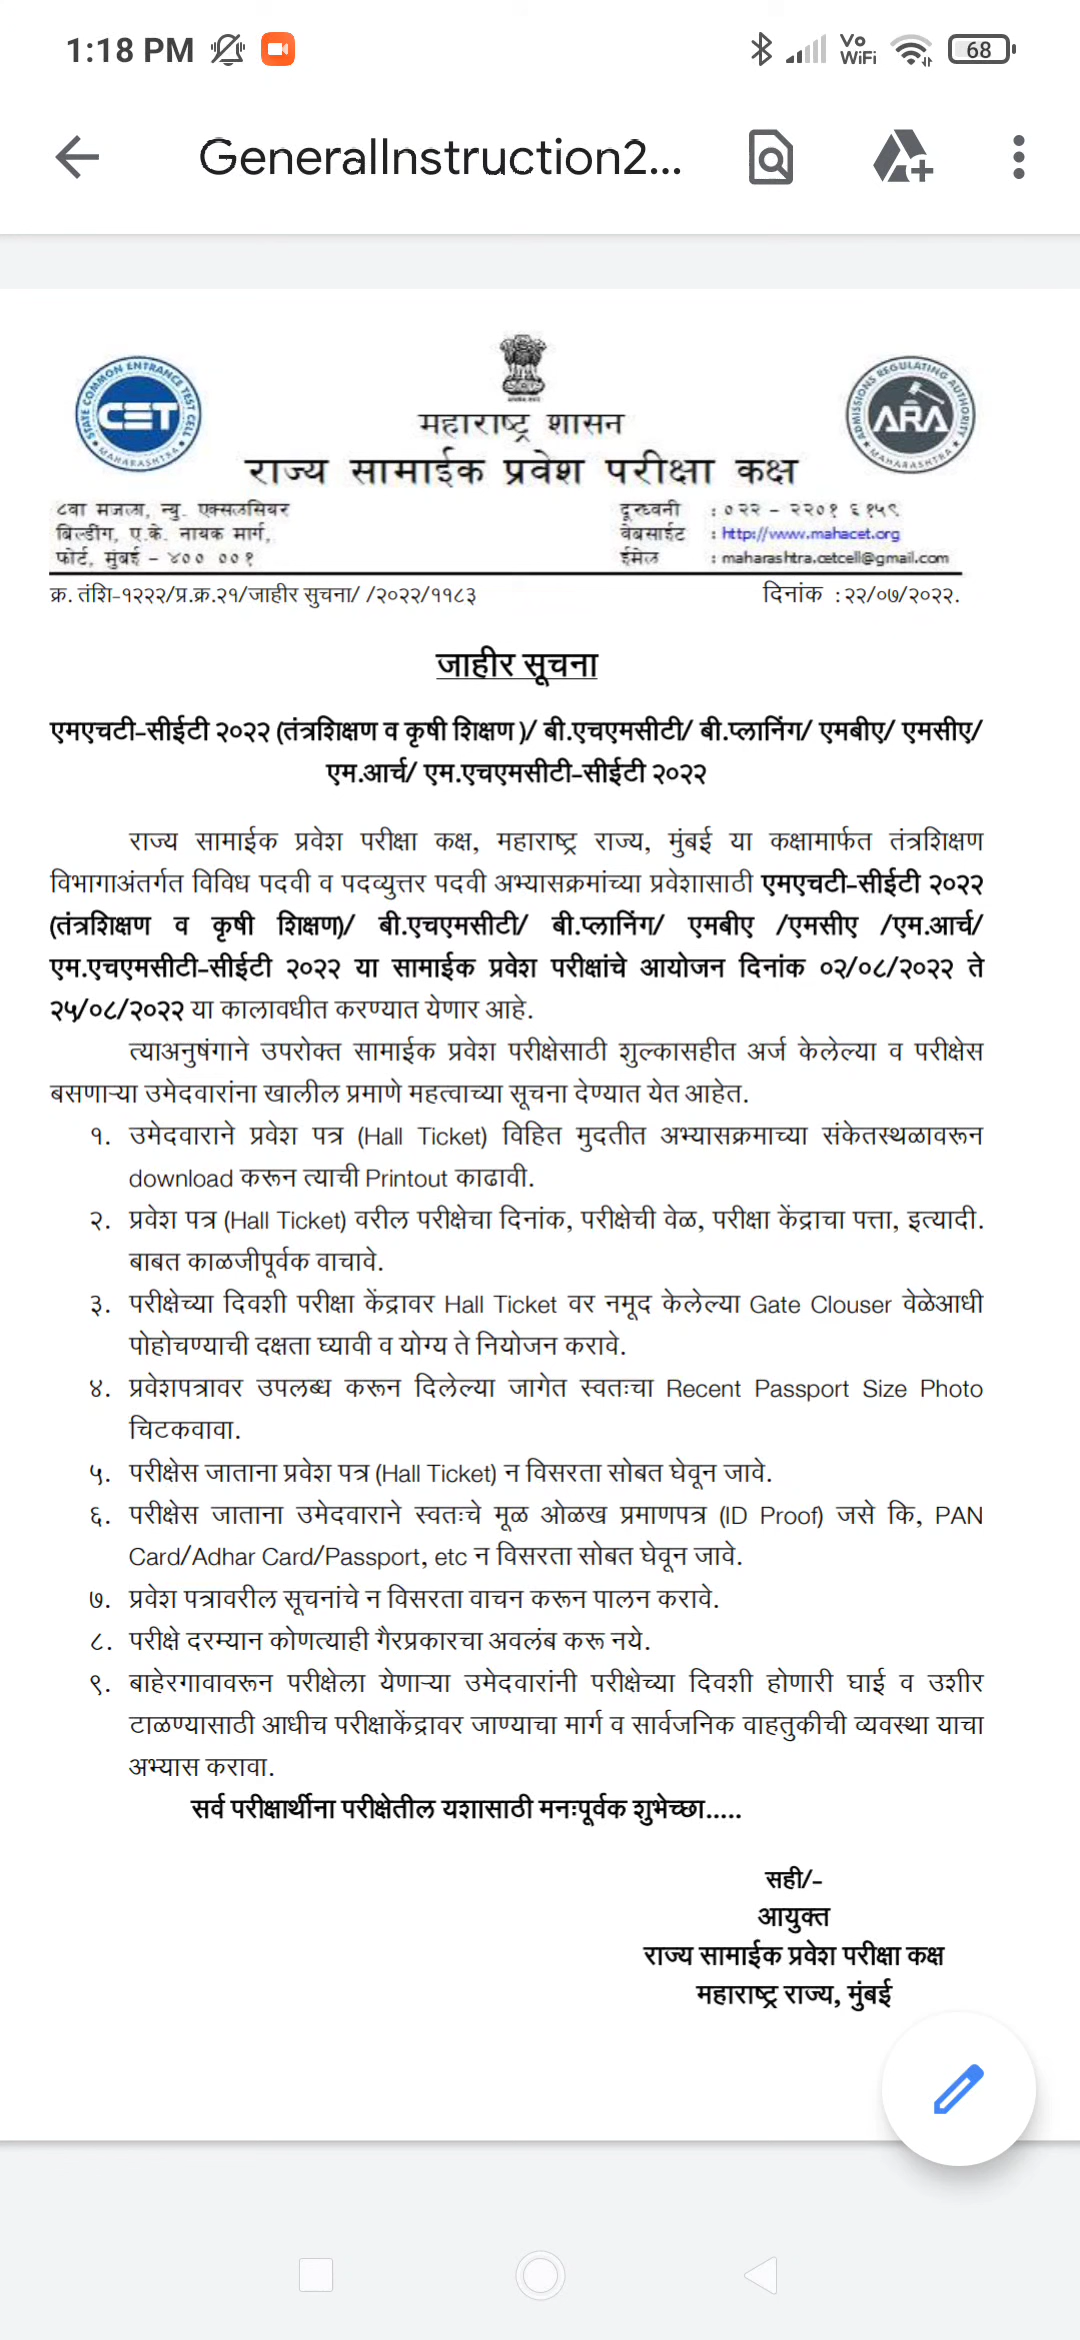 1:18 PM
Vo WiFi 68
GeneralInstruction2...
STATE COMMON ENTRANCE TEST CELL MAHARASHTRA CET
ADMISSIONS REGULATING AUTHORITY MAHARASHTRA ARA
महाराष्ट्र शासन
राज्य सामाईक प्रवेश परीक्षा कक्ष
८वा मजला, न्यु. एक्सलसियर
बिल्डींग, ए.के. नायक मार्ग,
फोर्ट, मुंबई – ४०० ००१
दूरध्वनी : ०२२ – २२०१ ६१५९
वेबसाईट : http://www.mahacet.org
ईमेल : maharashtra.cetcell@gmail.com
क्र. तंशि-१२२२/प्र.क्र.२१/जाहीर सुचना/ /२०२२/११८३ दिनांक :२२/०७/२०२२.
जाहीर सूचना
एमएचटी-सीईटी २०२२ (तंत्रशिक्षण व कृषी शिक्षण )/ बी.एचएमसीटी/ बी.प्लानिंग/ एमबीए/ एमसीए/
एम.आर्च/ एम.एचएमसीटी-सीईटी २०२२
राज्य सामाईक प्रवेश परीक्षा कक्ष, महाराष्ट्र राज्य, मुंबई या कक्षामार्फत तंत्रशिक्षण
विभागाअंतर्गत विविध पदवी व पदव्युत्तर पदवी अभ्यासक्रमांच्या प्रवेशासाठी एमएचटी-सीईटी २०२२
(तंत्रशिक्षण व कृषी शिक्षण)/ बी.एचएमसीटी/ बी.प्लानिंग/ एमबीए /एमसीए /एम.आर्च/
एम.एचएमसीटी-सीईटी २०२२ या सामाईक प्रवेश परीक्षांचे आयोजन दिनांक ०२/०८/२०२२ ते
२५/०८/२०२२ या कालावधीत करण्यात येणार आहे.
त्याअनुषंगाने उपरोक्त सामाईक प्रवेश परीक्षेसाठी शुल्कासहीत अर्ज केलेल्या व परीक्षेस
बसणाऱ्या उमेदवारांना खालील प्रमाणे महत्वाच्या सूचना देण्यात येत आहेत.
१. उमेदवाराने प्रवेश पत्र (Hall Ticket) विहित मुदतीत अभ्यासक्रमाच्या संकेतस्थळावरून
download करून त्याची Printout काढावी.
२. प्रवेश पत्र (Hall Ticket) वरील परीक्षेचा दिनांक, परीक्षेची वेळ, परीक्षा केंद्राचा पत्ता, इत्यादी.
बाबत काळजीपूर्वक वाचावे.
३. परीक्षेच्या दिवशी परीक्षा केंद्रावर Hall Ticket वर नमूद केलेल्या Gate Clouser वेळेआधी
पोहोचण्याची दक्षता घ्यावी व योग्य ते नियोजन करावे.
४. प्रवेशपत्रावर उपलब्ध करून दिलेल्या जागेत स्वतःचा Recent Passport Size Photo
चिटकवावा.
५. परीक्षेस जाताना प्रवेश पत्र (Hall Ticket) न विसरता सोबत घेवून जावे.
६. परीक्षेस जाताना उमेदवाराने स्वतःचे मूळ ओळख प्रमाणपत्र (ID Proof) जसे कि, PAN
Card/Adhar Card/Passport, etc न विसरता सोबत घेवून जावे.
७. प्रवेश पत्रावरील सूचनांचे न विसरता वाचन करून पालन करावे.
८. परीक्षे दरम्यान कोणत्याही गैरप्रकारचा अवलंब करू नये.
९. बाहेरगावावरून परीक्षेला येणाऱ्या उमेदवारांनी परीक्षेच्या दिवशी होणारी घाई व उशीर
टाळण्यासाठी आधीच परीक्षाकेंद्रावर जाण्याचा मार्ग व सार्वजनिक वाहतुकीची व्यवस्था याचा
अभ्यास करावा.
सर्व परीक्षार्थीना परीक्षेतील यशासाठी मनःपूर्वक शुभेच्छा.....
सही/-
आयुक्त
राज्य सामाईक प्रवेश परीक्षा कक्ष
महाराष्ट्र राज्य, मुंबई